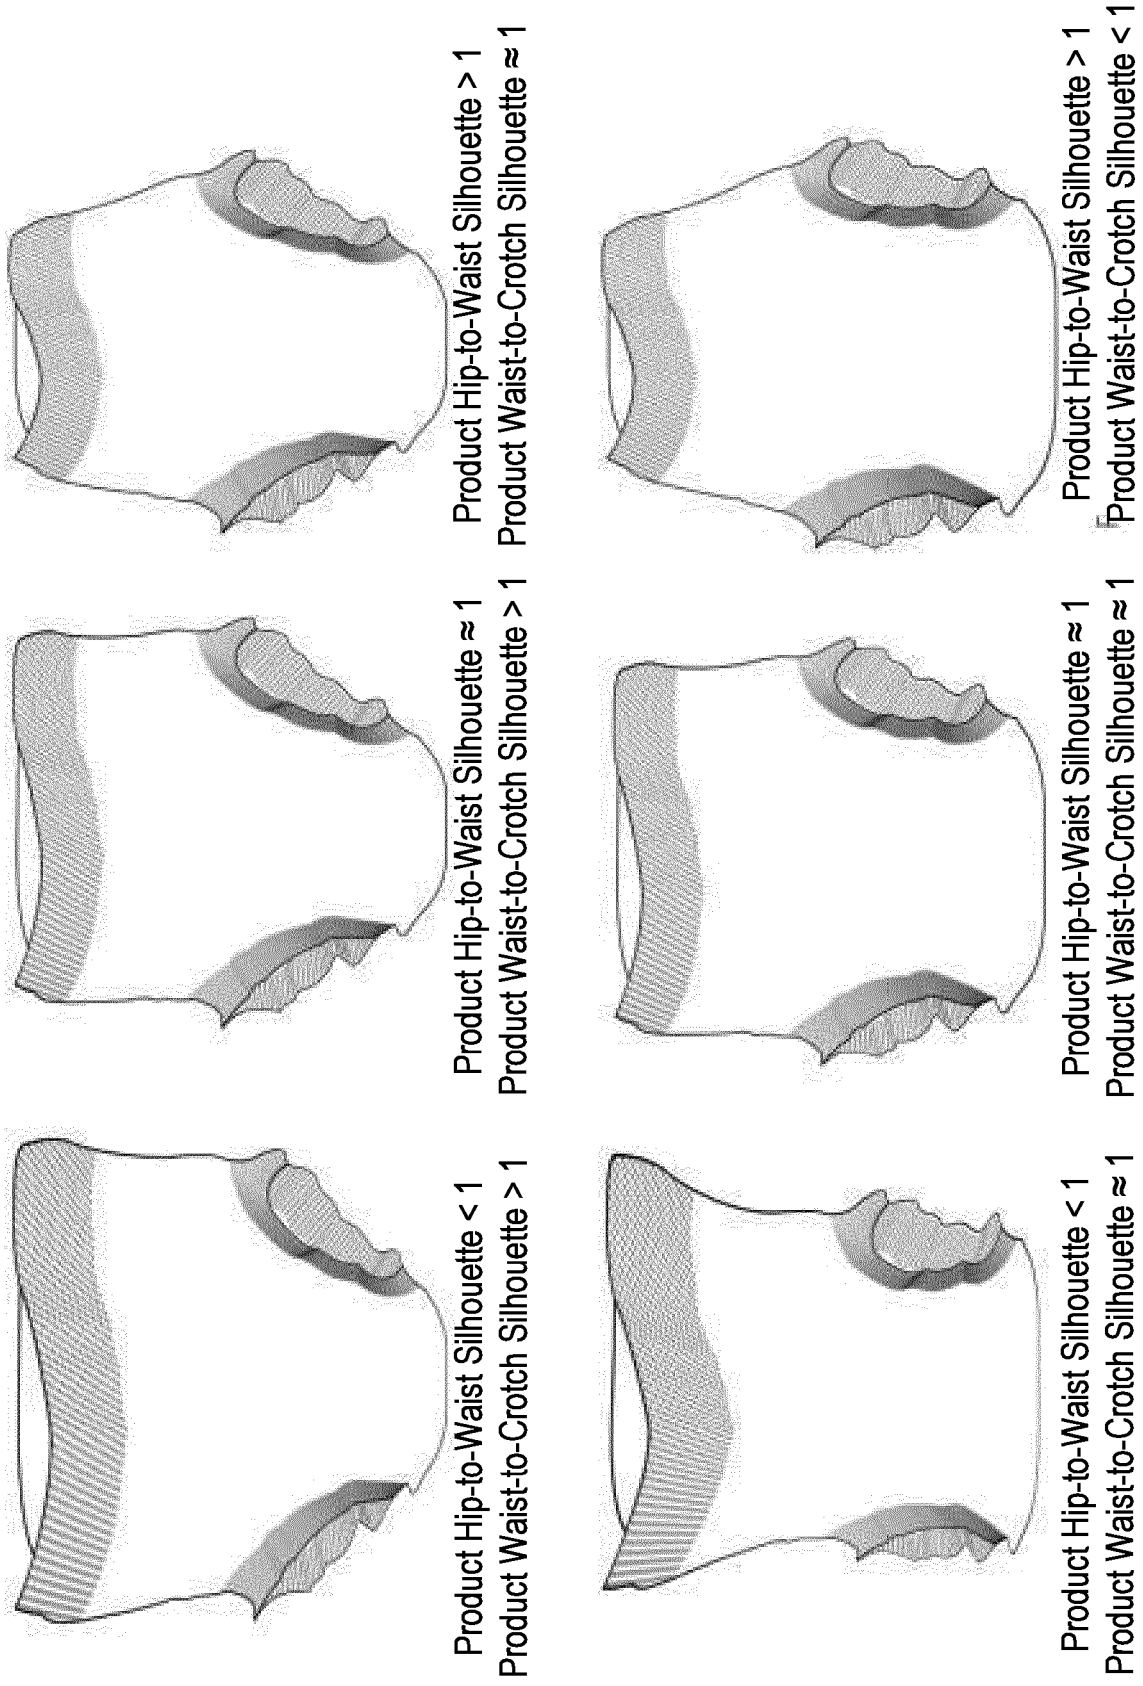 Product Hip-to-Waist Silhouette < 1
Product Waist-to-Crotch Silhouette > 1
Product Hip-to-Waist Silhouette ≈ 1
Product Waist-to-Crotch Silhouette > 1
Product Hip-to-Waist Silhouette > 1
Product Waist-to-Crotch Silhouette ≈ 1
Product Hip-to-Waist Silhouette < 1
Product Waist-to-Crotch Silhouette ≈ 1
Product Hip-to-Waist Silhouette ≈ 1
Product Waist-to-Crotch Silhouette ≈ 1
Product Hip-to-Waist Silhouette > 1
Product Waist-to-Crotch Silhouette < 1